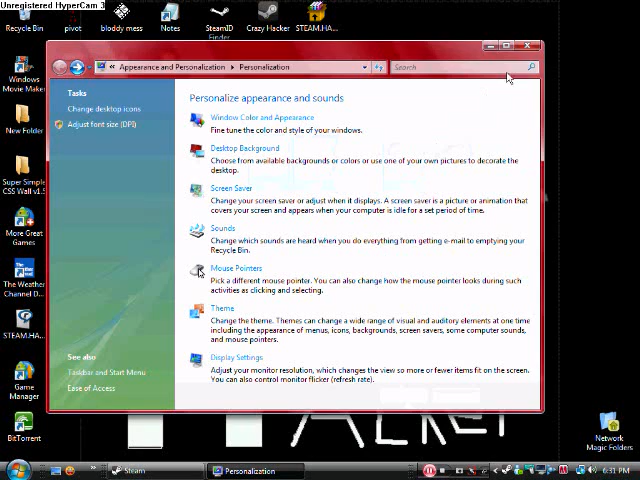 Unregistered HyperCam 3
Recycle Bin
pivot
bloody mess
Notes
SteamID
Finder
Crazy Hacker
STEAM.HA...
Windows
Movie Maker
New Folder
Super Simple
CSS Wall v1.5
More Great
Games
The Weather
Channel D...
STEAM.HA...
Game
Manager
BitTorrent
« Appearance and Personalization ▸ Personalization
Search
Tasks
Change desktop icons
Adjust font size (DPI)
See also
Taskbar and Start Menu
Ease of Access
Personalize appearance and sounds
Window Color and Appearance
Fine tune the color and style of your windows.
Desktop Background
Choose from available backgrounds or colors or use one of your own pictures to decorate the
desktop.
Screen Saver
Change your screen saver or adjust when it displays. A screen saver is a picture or animation that
covers your screen and appears when your computer is idle for a set period of time.
Sounds
Change which sounds are heard when you do everything from getting e-mail to emptying your
Recycle Bin.
Mouse Pointers
Pick a different mouse pointer. You can also change how the mouse pointer looks during such
activities as clicking and selecting.
Theme
Change the theme. Themes can change a wide range of visual and auditory elements at one time
including the appearance of menus, icons, backgrounds, screen savers, some computer sounds,
and mouse pointers.
Display Settings
Adjust your monitor resolution, which changes the view so more or fewer items fit on the screen.
You can also control monitor flicker (refresh rate).
Network
Magic Folders
Steam
Personalization
6:31 PM